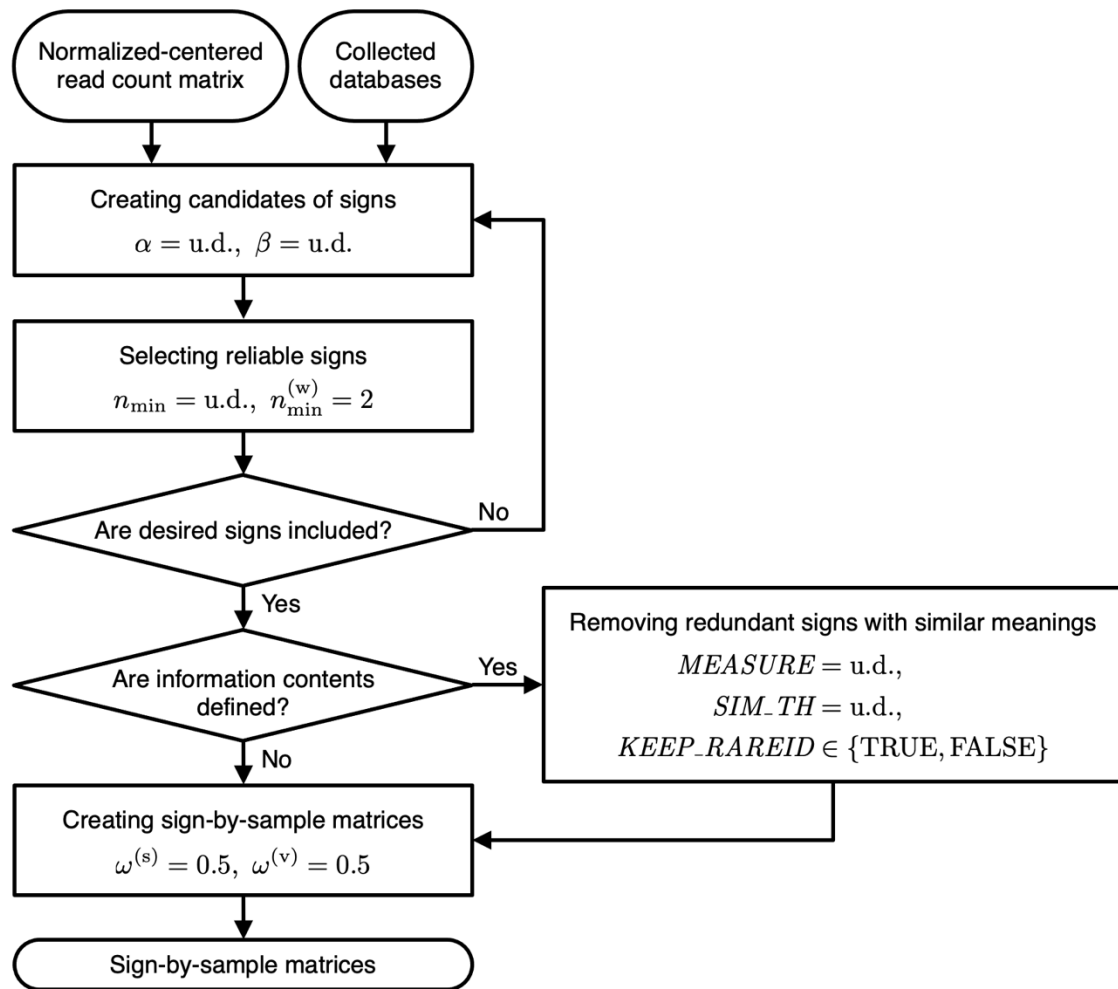 Normalized-centered
read count matrix
Collected
databases
Creating candidates of signs
α = u.d., β = u.d.
Selecting reliable signs
n_min = u.d., n_min^(w) = 2
Are desired signs included?
No
Yes
Are information contents
defined?
Yes
No
Removing redundant signs with similar meanings
MEASURE = u.d.,
SIM_TH = u.d.,
KEEP_RAREID ∈ {TRUE, FALSE}
Creating sign-by-sample matrices
ω^(s) = 0.5, ω^(v) = 0.5
Sign-by-sample matrices